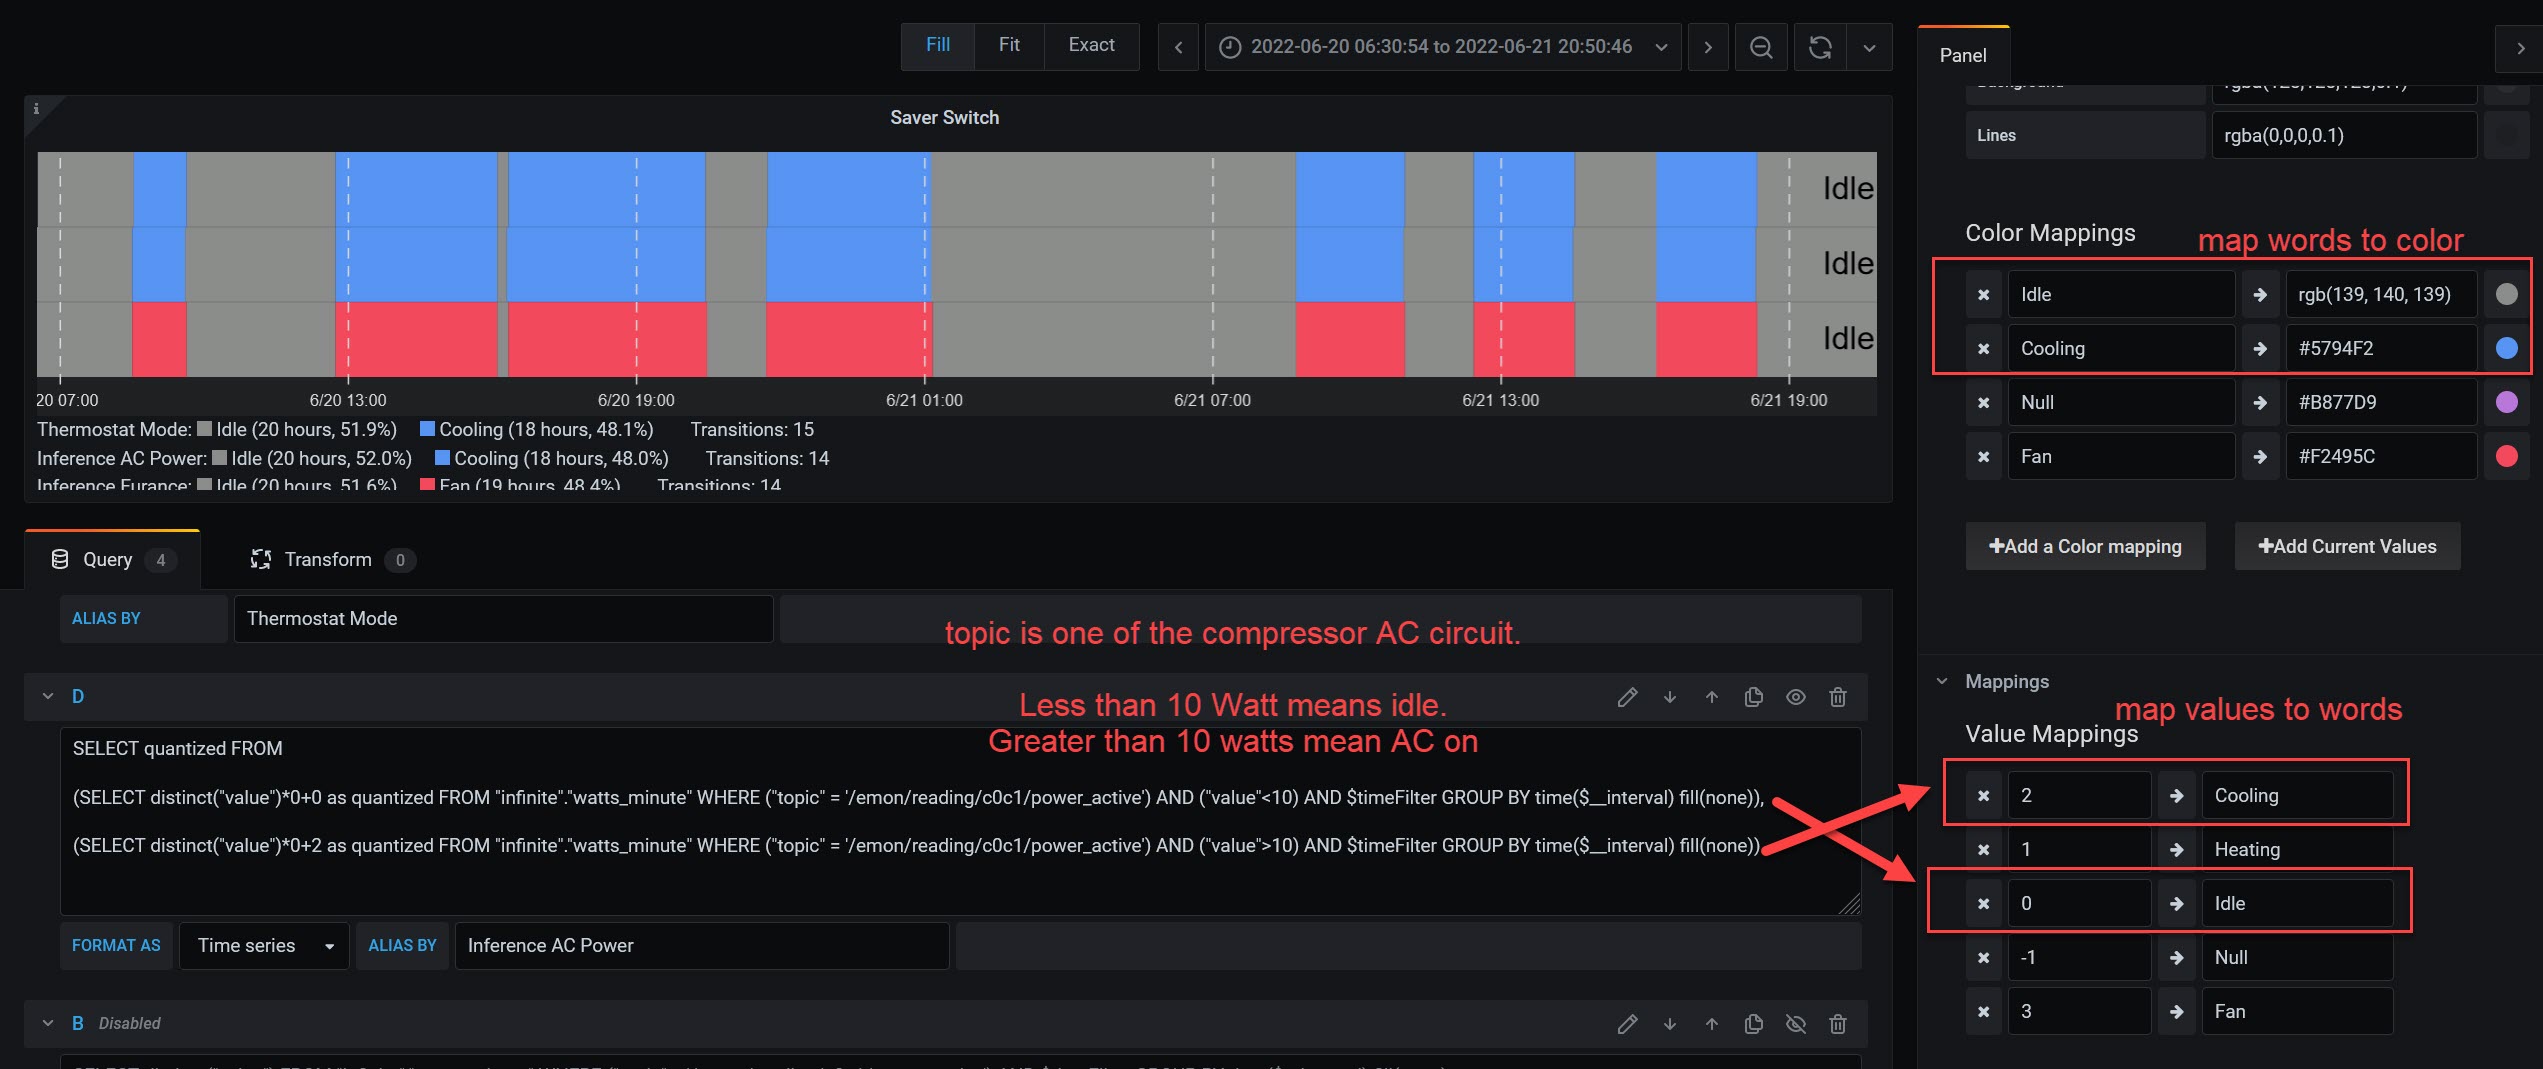 Fill Fit Exact 2022-06-20 06:30:54 to 2022-06-21 20:50:46
Panel
Saver Switch
Lines rgba(0,0,0,0.1)
Idle
Idle
Idle
20 07:00 6/20 13:00 6/20 19:00 6/21 01:00 6/21 07:00 6/21 13:00 6/21 19:00
Thermostat Mode: Idle (20 hours, 51.9%) Cooling (18 hours, 48.1%) Transitions: 15
Inference AC Power: Idle (20 hours, 52.0%) Cooling (18 hours, 48.0%) Transitions: 14
Inference Furance: Idle (20 hours, 51.6%) Fan (19 hours, 48.4%) Transitions: 14
Color Mappings
map words to color
Idle rgb(139, 140, 139)
Cooling #5794F2
Null #B877D9
Fan #F2495C
+Add a Color mapping +Add Current Values
Query 4 Transform 0
ALIAS BY Thermostat Mode
topic is one of the compressor AC circuit.
D
Less than 10 Watt means idle.
Greater than 10 watts mean AC on
SELECT quantized FROM
(SELECT distinct("value")*0+0 as quantized FROM "infinite"."watts_minute" WHERE ("topic" = '/emon/reading/c0c1/power_active') AND ("value"<10) AND $timeFilter GROUP BY time($__interval) fill(none)),
(SELECT distinct("value")*0+2 as quantized FROM "infinite"."watts_minute" WHERE ("topic" = '/emon/reading/c0c1/power_active') AND ("value">10) AND $timeFilter GROUP BY time($__interval) fill(none))
FORMAT AS Time series ALIAS BY Inference AC Power
B Disabled
Mappings
map values to words
Value Mappings
2 Cooling
1 Heating
0 Idle
-1 Null
3 Fan